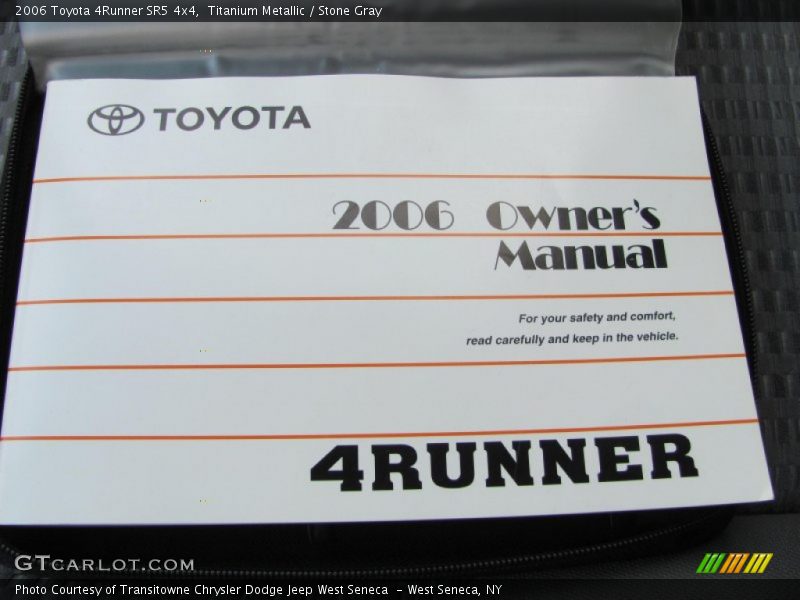 2006 Toyota 4Runner SR5 4x4, Titanium Metallic / Stone Gray
TOYOTA
2006 Owner's
Manual
For your safety and comfort,
read carefully and keep in the vehicle.
4RUNNER
GTCARLOT.COM
Photo Courtesy of Transitowne Chrysler Dodge Jeep West Seneca - West Seneca, NY